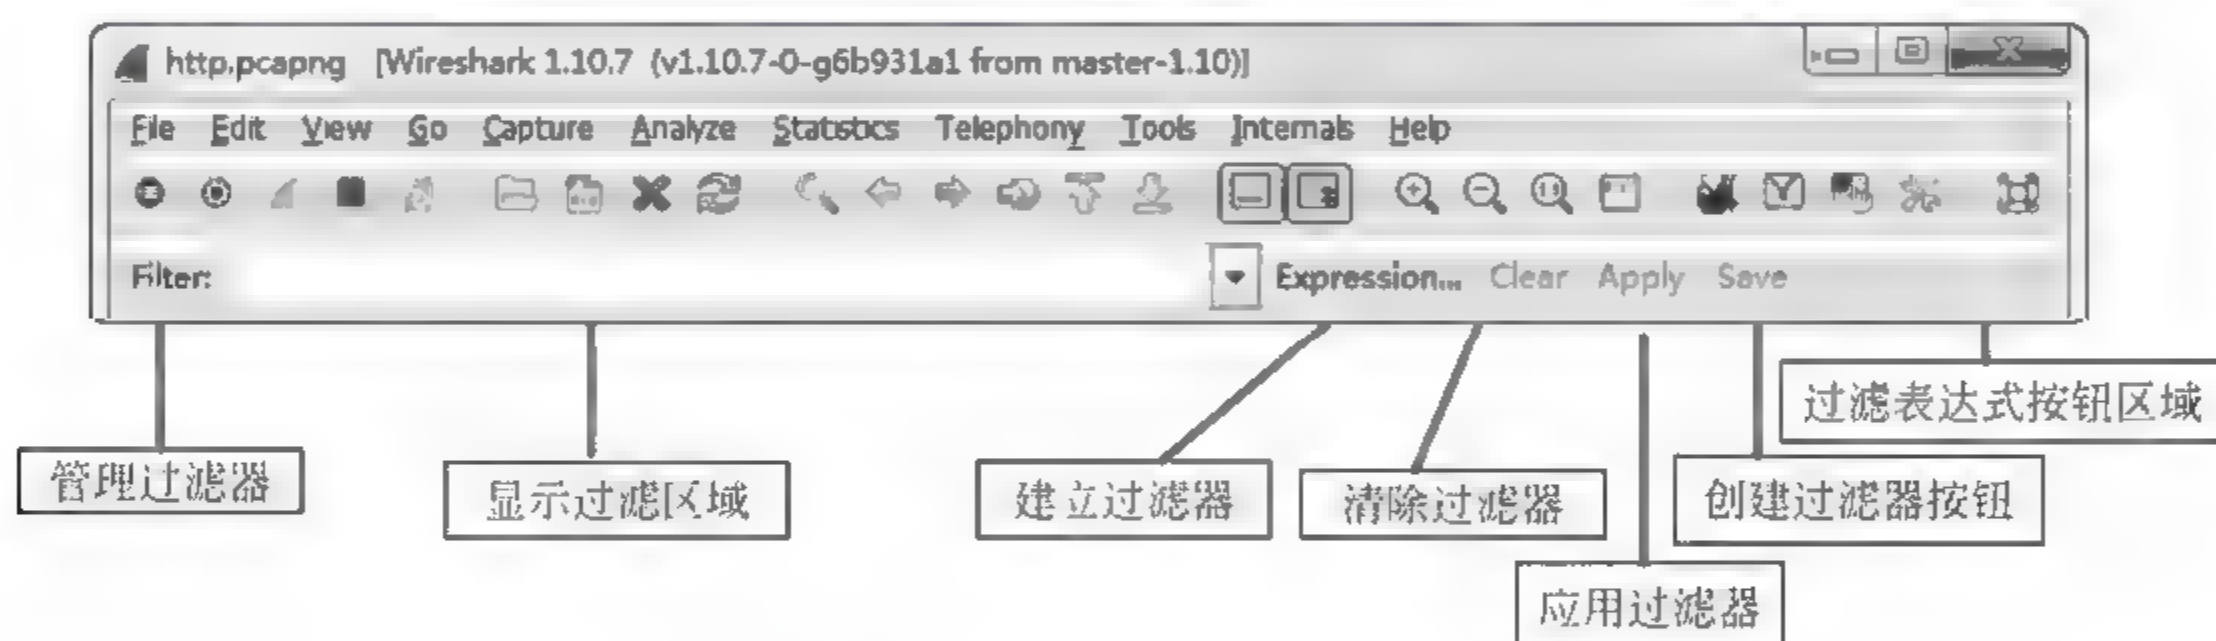 http.pcapng [Wireshark 1.10.7 (v1.10.7-0-g6b931a1 from master-1.10)]
File Edit View Go Capture Analyze Statistics Telephony Tools Internals Help
Filter: Expression... Clear Apply Save
过滤表达式按钮区域
管理过滤器
显示过滤区域
建立过滤器
清除过滤器
创建过滤器按钮
应用过滤器